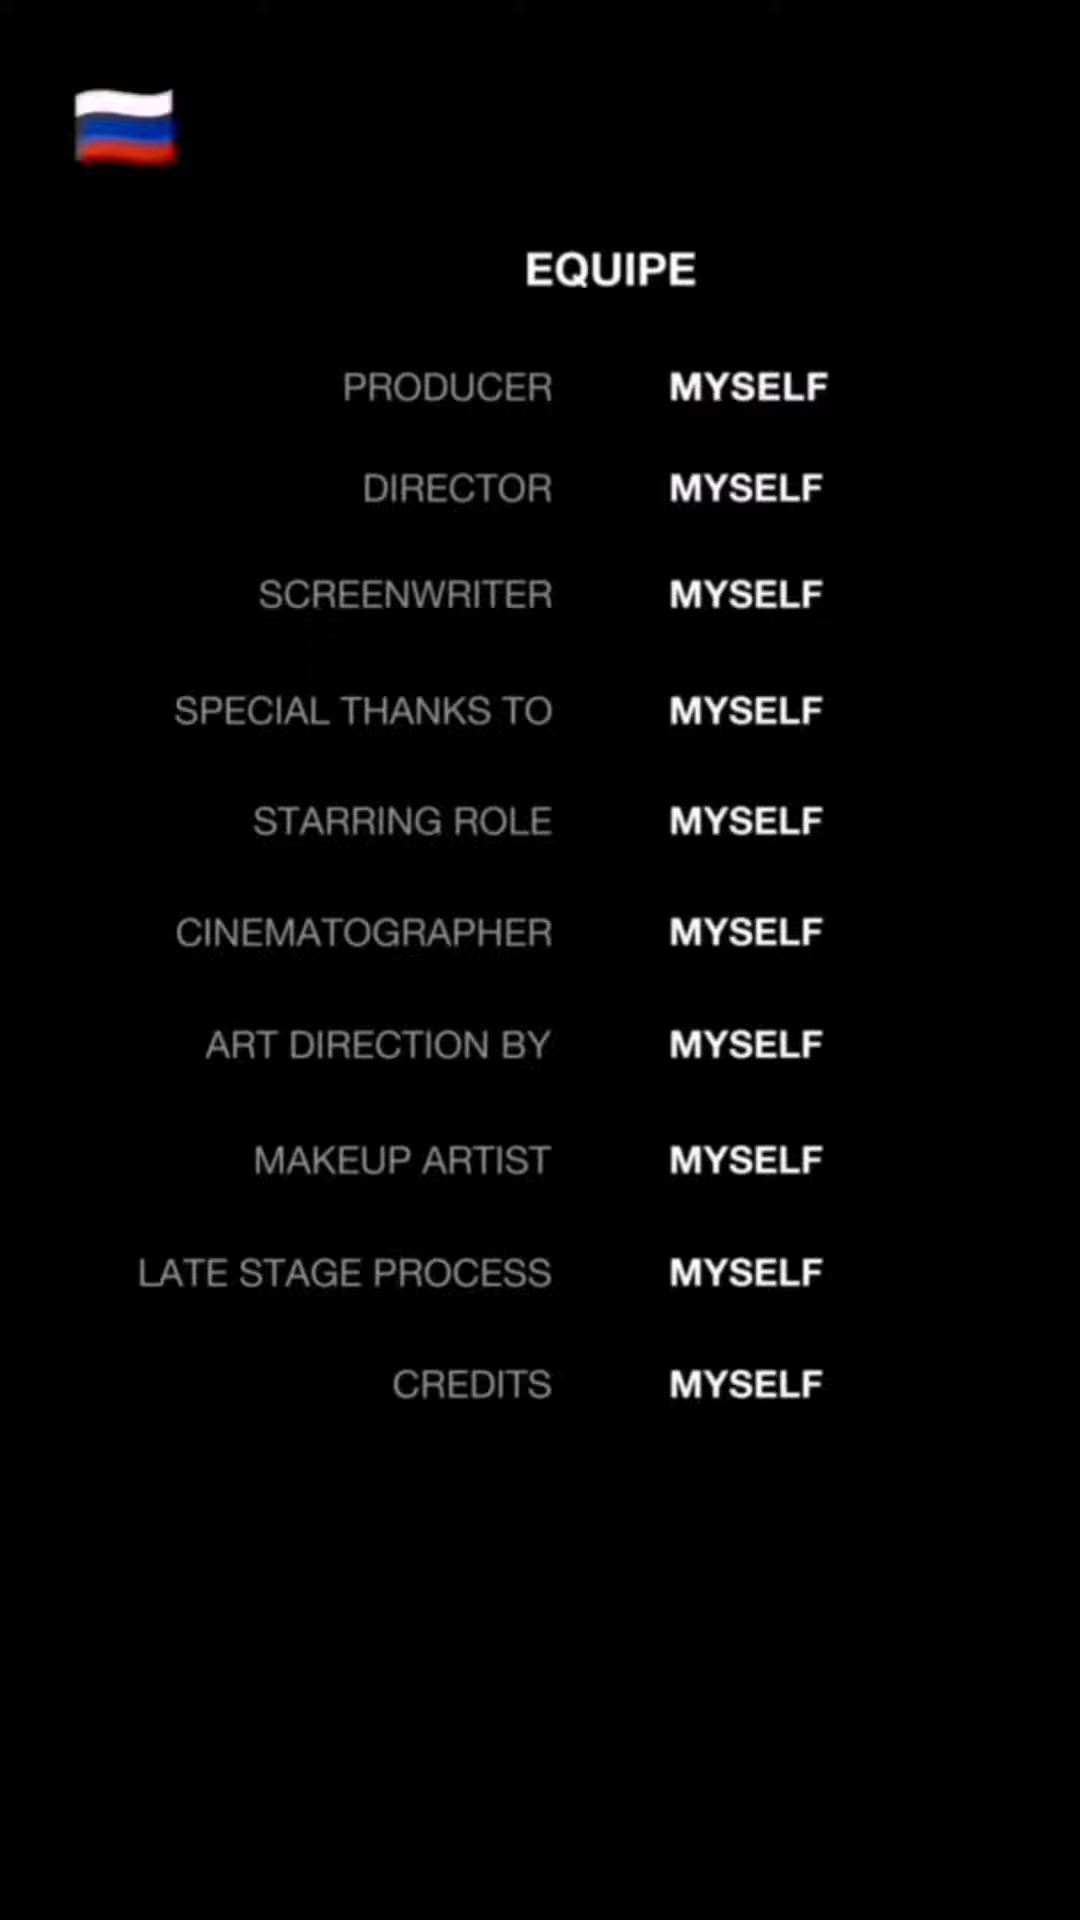 EQUIPE
PRODUCER MYSELF
DIRECTOR MYSELF
SCREENWRITER MYSELF
SPECIAL THANKS TO MYSELF
STARRING ROLE MYSELF
CINEMATOGRAPHER MYSELF
ART DIRECTION BY MYSELF
MAKEUP ARTIST MYSELF
LATE STAGE PROCESS MYSELF
CREDITS MYSELF